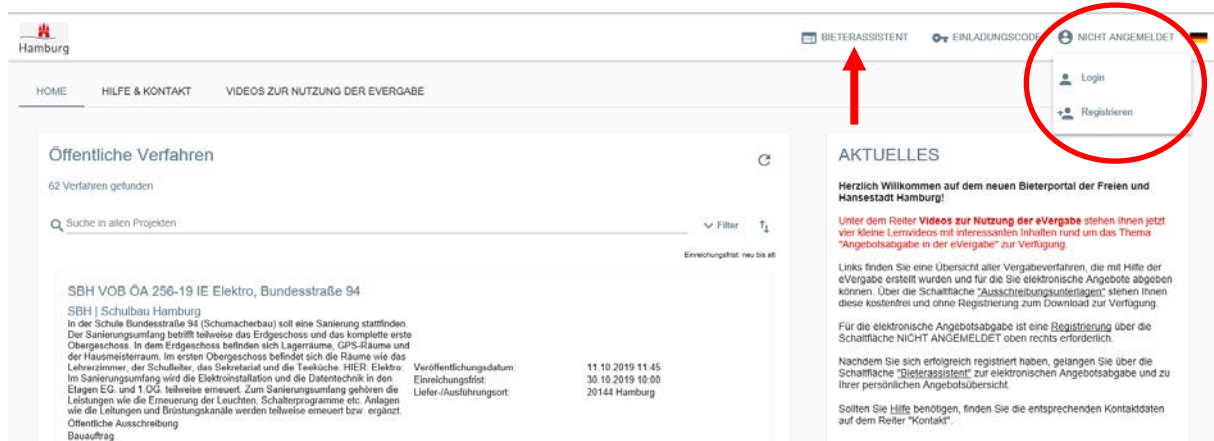 Hamburg
BIETERASSISTENT
EINLADUNGSCODE
NICHT ANGEMELDET
Login
Registrieren
HOME
HILFE & KONTAKT
VIDEOS ZUR NUTZUNG DER EVERGABE
Öffentliche Verfahren
62 Verfahren gefunden
Suche in allen Projekten
Filter
Einreichungsfrist: neu bis alt
SBH VOB ÖA 256-19 IE Elektro, Bundesstraße 94
SBH | Schulbau Hamburg
In der Schule Bundesstraße 94 (Schumacherbau) soll eine Sanierung stattfinden.
Der Sanierungsumfang betrifft teilweise das Erdgeschoss und das komplette erste
Obergeschoss. In dem Erdgeschoss befinden sich Lagerräume, GPS-Räume und
der Hausmeisterraum. Im ersten Obergeschoss befindet sich die Räume wie das
Lehrerzimmer, der Schulleiter, das Sekretariat und die Teeküche. HIER: Elektro:
Im Sanierungsumfang wird die Elektroinstallation und die Datentechnik in den
Etagen EG. und 1.OG. teilweise erneuert. Zum Sanierungsumfang gehören die
Leistungen wie die Erneuerung der Leuchten, Schalterprogramme etc. Anlagen
wie die Leitungen und Brüstungskanäle werden teilweise erneuert bzw. ergänzt.
Öffentliche Ausschreibung
Bauauftrag
Veröffentlichungsdatum: 11.10.2019 11:45
Einreichungsfrist: 30.10.2019 10:00
Liefer-/Ausführungsort: 20144 Hamburg
AKTUELLES
Herzlich Willkommen auf dem neuen Bieterportal der Freien und
Hansestadt Hamburg!
Unter dem Reiter Videos zur Nutzung der eVergabe stehen Ihnen jetzt
vier kleine Lernvideos mit interessanten Inhalten rund um das Thema
"Angebotsabgabe in der eVergabe" zur Verfügung.
Links finden Sie eine Übersicht aller Vergabeverfahren, die mit Hilfe der
eVergabe erstellt wurden und für die Sie elektronische Angebote abgeben
können. Über die Schaltfläche "Ausschreibungsunterlagen" stehen Ihnen
diese kostenfrei und ohne Registrierung zum Download zur Verfügung.
Für die elektronische Angebotsabgabe ist eine Registrierung über die
Schaltfläche NICHT ANGEMELDET oben rechts erforderlich.
Nachdem Sie sich erfolgreich registriert haben, gelangen Sie über die
Schaltfläche "Bieterassistent" zur elektronischen Angebotsabgabe und zu
Ihrer persönlichen Angebotsübersicht.
Sollten Sie Hilfe benötigen, finden Sie die entsprechenden Kontaktdaten
auf dem Reiter "Kontakt".